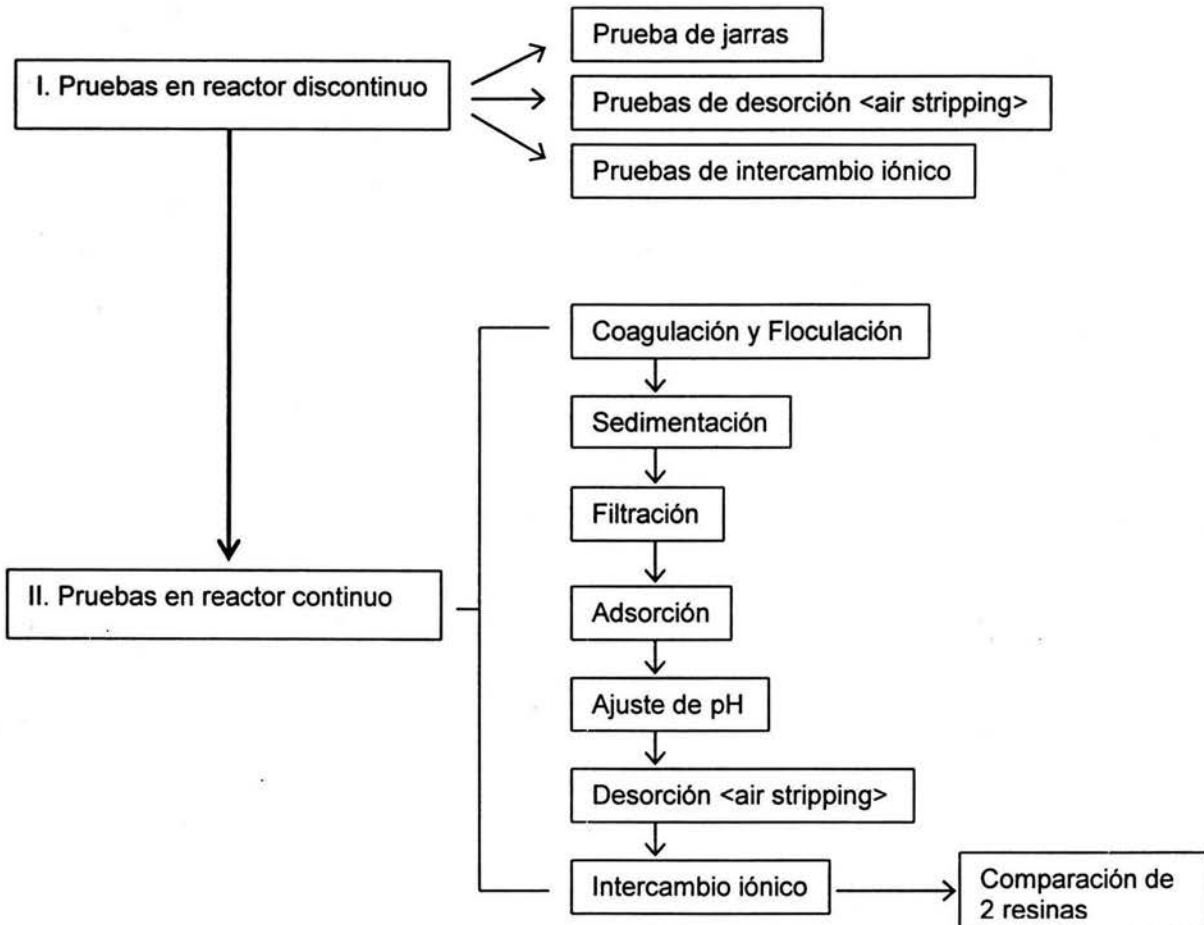 Prueba de jarras
I. Pruebas en reactor discontinuo
Pruebas de desorción <air stripping>
Pruebas de intercambio iónico
Coagulación y Floculación
Sedimentación
Filtración
II. Pruebas en reactor continuo
Adsorción
Ajuste de pH
Desorción <air stripping>
Intercambio iónico
Comparación de
2 resinas